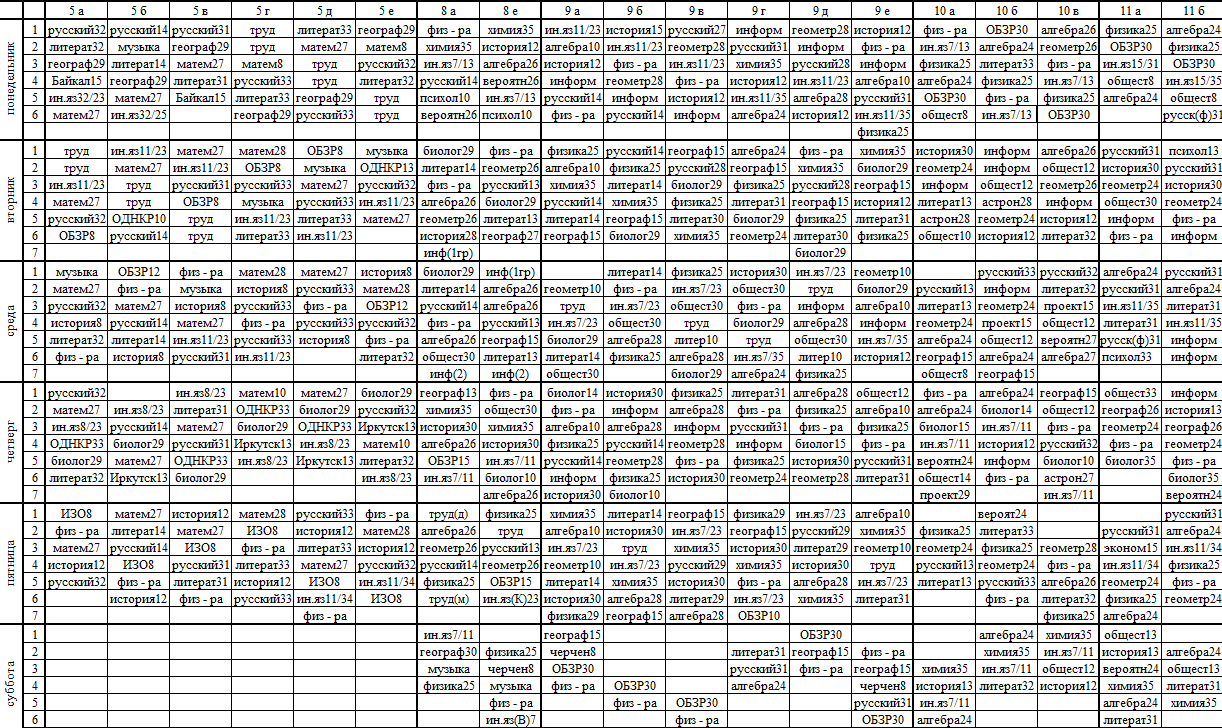 5 а 5 б 5 в 5 г 5 д 5 е 8 а 8 е 9 а 9 б 9 в 9 г 9 д 9 е 10 а 10 б 10 в 11 а 11 б
понедельник
1 русский32 русский14 русский31 труд литерат33 географ29 физ - ра химия35 ин.яз11/23 история15 русский27 информ геометр28 история12 физ - ра ОБЗР30 алгебра26 физика25 алгебра24
2 литерат32 музыка географ29 труд матем27 матем8 химия35 история12 алгебра10 ин.яз11/23 геометр28 русский31 информ физ - ра ин.яз7/13 алгебра24 геометр26 ОБЗР30 физика25
3 географ29 литерат14 матем27 матем8 труд русский32 ин.яз7/13 алгебра26 история12 физ - ра ин.яз11/23 химия35 русский28 информ физика25 литерат33 физ - ра ин.яз15/31 ОБЗР30
4 Байкал15 географ29 литерат31 русский33 труд литерат32 русский14 вероятн26 информ геометр28 физ - ра история12 ин.яз11/23 алгебра10 алгебра24 физика25 ин.яз7/13 общест8 ин.яз15/35
5 ин.яз32/23 матем27 Байкал15 литерат33 географ29 труд психол10 ин.яз7/13 русский14 информ история12 ин.яз11/35 алгебра28 русский31 ОБЗР30 физ - ра физика25 алгебра24 общест8
6 матем27 ин.яз32/25 географ29 русский33 труд вероятн26 психол10 физ - ра русский14 информ алгебра24 история12 ин.яз11/35 общест8 ин.яз7/13 ОБЗР30 русск(ф)31
физика25
вторник
1 труд ин.яз11/23 матем27 матем28 ОБЗР8 музыка биолог29 физ - ра физика25 русский14 географ15 алгебра24 физ - ра химия35 история30 информ алгебра26 русский31 психол13
2 труд матем27 ин.яз11/23 ОБЗР8 музыка ОДНКР13 литерат14 геометр26 алгебра10 физика25 русский28 географ15 химия35 биолог29 геометр24 информ общест12 история30 русский31
3 ин.яз11/23 труд русский31 русский33 матем27 русский32 физ - ра русский13 химия35 литерат14 биолог29 физика25 русский28 географ15 информ общест12 геометр26 геометр24 история30
4 матем27 труд ОБЗР8 музыка русский33 ин.яз11/23 алгебра26 биолог29 русский14 химия35 физика25 литерат31 географ15 история12 литерат13 астрон28 информ общест30 геометр24
5 русский32 ОДНКР10 труд ин.яз11/23 литерат33 матем27 геометр26 литерат13 литерат14 географ15 литерат30 биолог29 физика25 литерат31 астрон28 геометр24 история12 информ физ - ра
6 ОБЗР8 русский14 труд литерат33 ин.яз11/23 история28 географ27 географ15 биолог29 химия35 геометр24 литерат30 физика25 общест10 история12 литерат32 физ - ра информ
7 инф(1гр) биолог29
среда
1 музыка ОБЗР12 физ - ра матем28 матем27 история8 биолог29 инф(1гр) литерат14 физика25 история30 ин.яз7/23 геометр10 русский33 русский32 алгебра24 русский31
2 матем27 физ - ра музыка история8 русский33 матем28 литерат14 алгебра26 геометр10 физ - ра ин.яз7/23 общест30 труд биолог29 русский13 информ литерат32 русский31 алгебра24
3 русский32 матем27 история8 русский33 физ - ра ОБЗР12 русский14 алгебра26 труд ин.яз7/23 общест30 физ - ра информ алгебра10 литерат13 геометр24 проект15 ин.яз11/35 литерат31
4 история8 русский14 матем27 физ - ра русский33 русский32 физ - ра русский13 ин.яз7/23 общест30 труд биолог29 алгебра28 информ геометр24 проект15 общест12 литерат31 ин.яз11/35
5 литерат32 литерат14 ин.яз11/23 русский33 история8 физ - ра алгебра26 географ15 биолог29 алгебра28 литер10 труд общест30 ин.яз7/35 алгебра24 общест12 вероятн27 русск(ф)31 информ
6 физ - ра история8 русский31 ин.яз11/23 литерат32 общест30 литерат13 литерат14 физика25 алгебра28 ин.яз7/35 литер10 история12 географ15 алгебра24 алгебра27 психол33 информ
7 инф(2) инф(2) общест30 биолог29 алгебра24 физика25 общест8 географ15
четверг
1 русский32 ин.яз8/23 матем10 матем27 биолог29 географ13 физ - ра биолог14 история30 физика25 литерат31 алгебра28 общест12 физ - ра алгебра24 географ15 общест33 информ
2 матем27 ин.яз8/23 литерат31 ОДНКР33 биолог29 русский32 химия35 общест30 физ - ра информ алгебра28 физ - ра физика25 алгебра10 алгебра24 биолог14 общест12 географ26 история13
3 ин.яз8/23 русский14 матем27 биолог29 ОДНКР33 Иркутск13 история30 химия35 алгебра10 алгебра28 информ русский31 физ - ра физика25 биолог15 ин.яз7/11 физ - ра геометр24 географ26
4 ОДНКР33 биолог29 русский31 Иркутск13 ин.яз8/23 матем10 алгебра26 история30 физика25 русский14 геометр28 информ биолог15 физ - ра ин.яз7/11 история12 русский32 физ - ра геометр24
5 биолог29 матем27 ОДНКР33 ин.яз8/23 Иркутск13 литерат32 ОБЗР15 ин.яз7/11 русский14 геометр28 физ - ра физика25 история30 русский31 вероятн24 информ биолог10 биолог35 физ - ра
6 литерат32 Иркутск13 биолог29 ин.яз8/23 ин.яз7/11 биолог10 информ физика25 история30 геометр24 геометр28 литерат31 общест14 физ - ра астрон27 биолог35
7 алгебра26 история30 биолог10 проект29 ин.яз7/11 вероятн24
пятница
1 ИЗО8 матем27 история12 матем28 русский33 физ - ра труд(д) физика25 химия35 литерат14 географ15 физика29 ин.яз7/23 алгебра10 вероят24 русский31
2 физ - ра литерат14 матем27 ИЗО8 история12 матем28 алгебра26 труд алгебра10 история30 ин.яз7/23 географ15 русский29 химия35 физика25 литерат33 русский31 алгебра24
3 матем27 русский14 ИЗО8 физ - ра литерат33 история12 геометр26 русский13 ин.яз7/23 труд химия35 история30 литерат29 геометр10 геометр24 физика25 геометр28 эконом15 ин.яз11/34
4 история12 ИЗО8 русский31 литерат33 матем27 русский32 русский14 геометр26 геометр10 ин.яз7/23 русский29 химия35 история30 труд русский13 геометр24 физ - ра ин.яз11/34 физика25
5 русский32 физ - ра литерат31 история12 ИЗО8 ин.яз11/34 физика25 ОБЗР15 литерат14 химия35 история30 физ - ра алгебра28 ин.яз7/23 литерат13 русский33 алгебра26 геометр24 физ - ра
6 история12 физ - ра русский33 ин.яз11/34 ИЗО8 труд(м) ин.яз(К)23 история30 алгебра28 литерат29 ин.яз7/23 химия35 литерат31 физ - ра литерат32 физика25 геометр24
7 физ - ра физика29 географ15 алгебра28 ОБЗР10 физика25 алгебра24
суббота
1 ин.яз7/11 географ15 ОБЗР30 алгебра24 химия35 общест13
2 географ30 физика25 черчен8 литерат31 географ15 физ - ра химия35 ин.яз7/11 история13 алгебра24
3 музыка черчен8 ОБЗР30 русский31 физ - ра географ15 химия35 ин.яз7/11 общест12 вероятн24 общест13
4 физика25 музыка физ - ра ОБЗР30 алгебра24 черчен8 история13 литерат32 история12 химия35 литерат31
5 физ - ра физ - ра ОБЗР30 русский31 ин.яз7/11 алгебра24 химия35
6 ин.яз(В)7 физ - ра ОБЗР30 алгебра24 литерат31